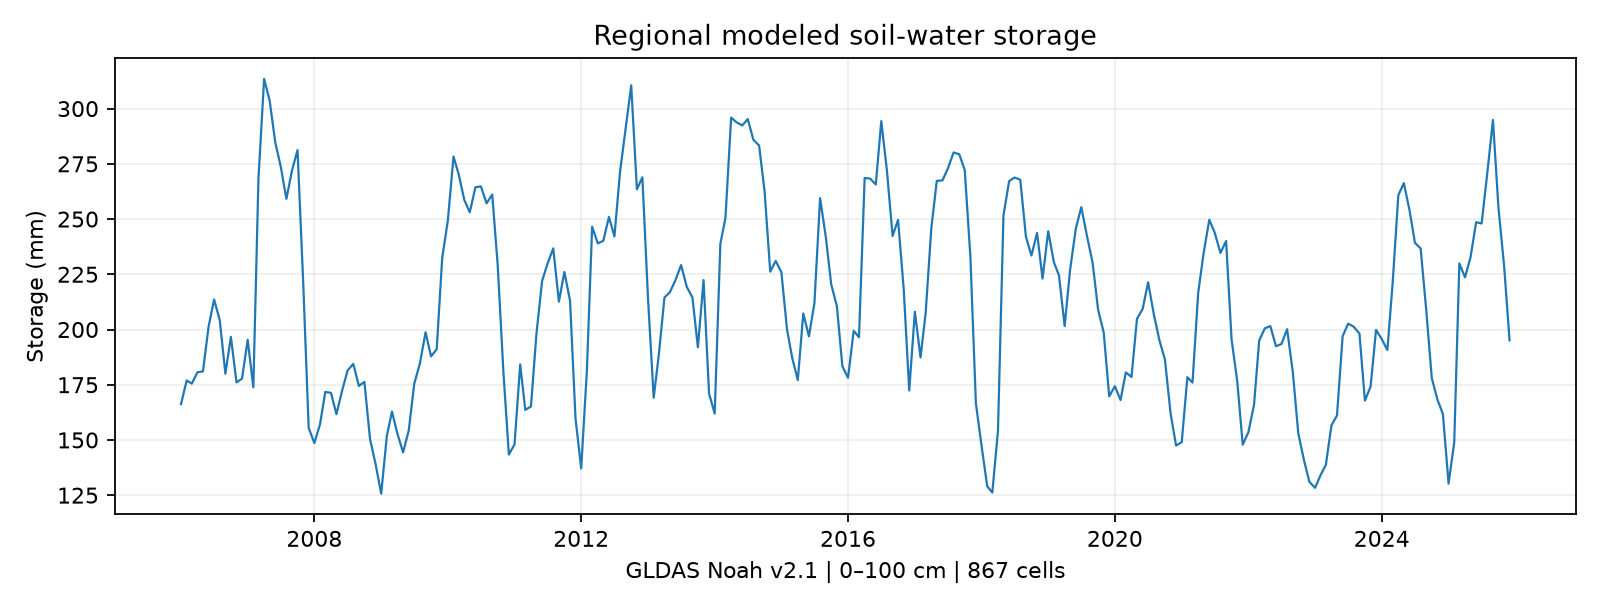 Regional modeled soil-water storage
Storage (mm)
300
275
250
225
200
175
150
125
2008 2012 2016 2020 2024
GLDAS Noah v2.1 | 0–100 cm | 867 cells